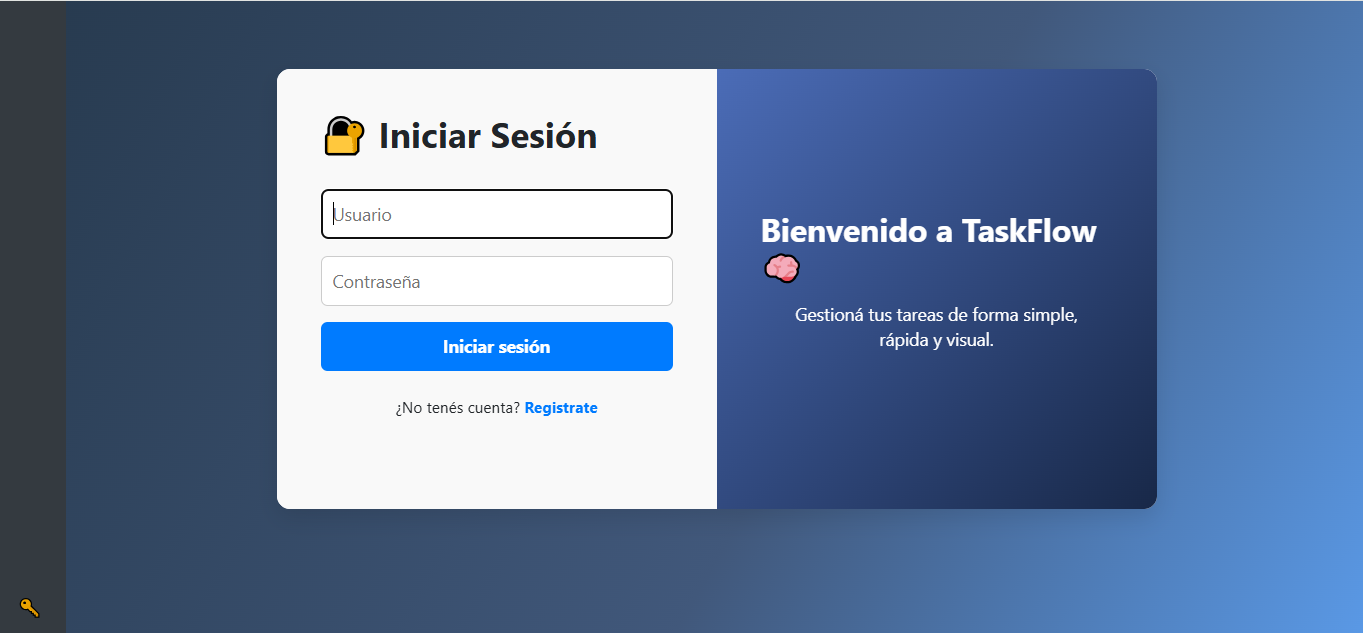 Iniciar Sesión
Usuario
Contraseña
Iniciar sesión
¿No tenés cuenta? Registrate
Bienvenido a TaskFlow
Gestioná tus tareas de forma simple,
rápida y visual.